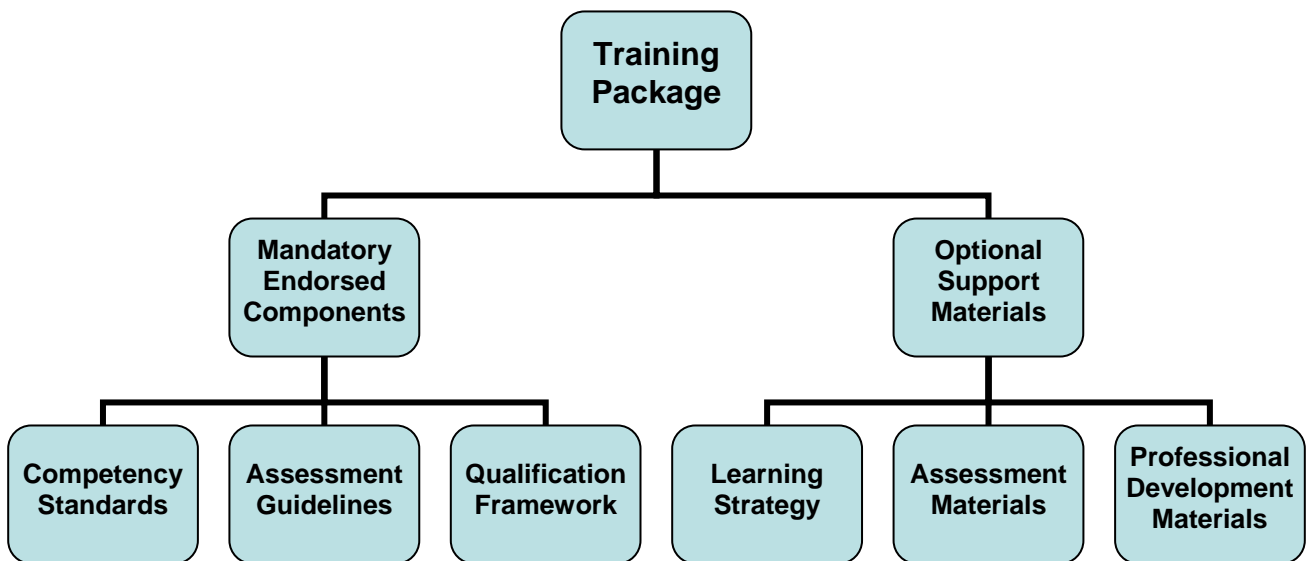 Training
Package
Mandatory
Endorsed
Components
Optional
Support
Materials
Competency
Standards
Assessment
Guidelines
Qualification
Framework
Learning
Strategy
Assessment
Materials
Professional
Development
Materials